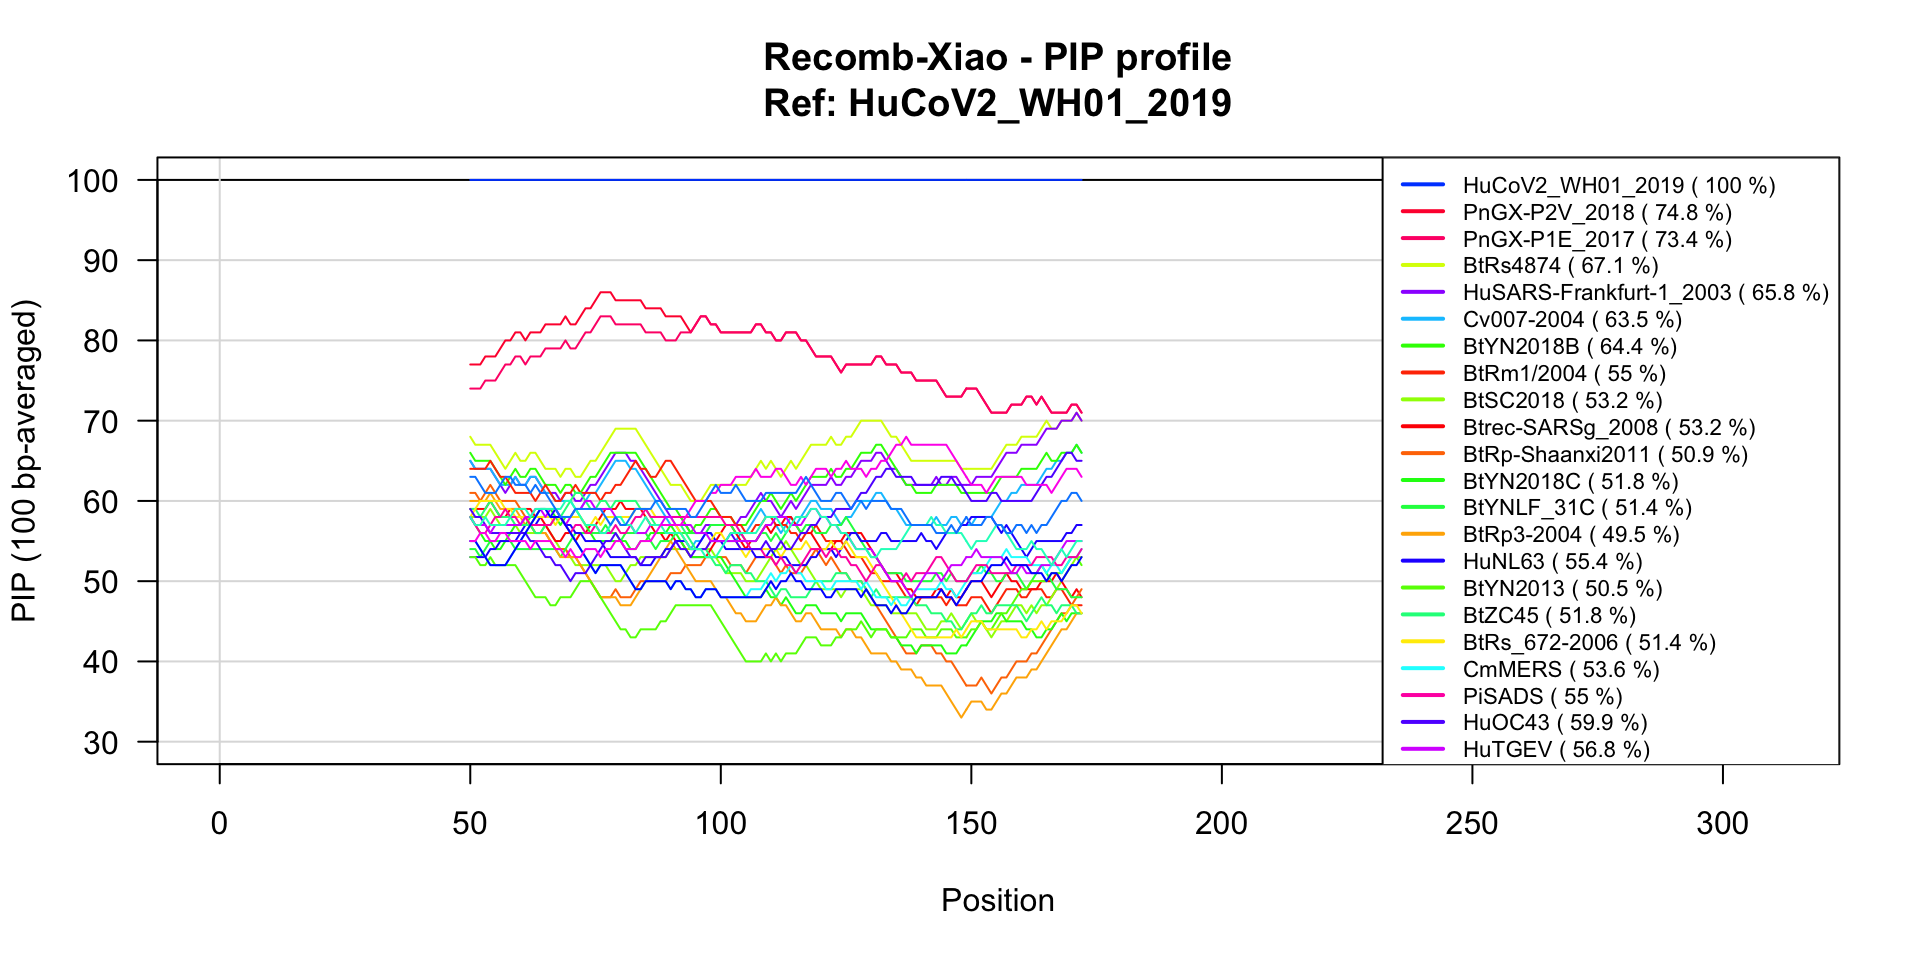 Recomb-Xiao - PIP profile
Ref: HuCoV2_WH01_2019
PIP (100 bp-averaged)
100
90
80
70
60
50
40
30
HuCoV2_WH01_2019 ( 100 %)
PnGX-P2V_2018 ( 74.8 %)
PnGX-P1E_2017 ( 73.4 %)
BtRs4874 ( 67.1 %)
HuSARS-Frankfurt-1_2003 ( 65.8 %)
Cv007-2004 ( 63.5 %)
BtYN2018B ( 64.4 %)
BtRm1/2004 ( 55 %)
BtSC2018 ( 53.2 %)
Btrec-SARSg_2008 ( 53.2 %)
BtRp-Shaanxi2011 ( 50.9 %)
BtYN2018C ( 51.8 %)
BtYNLF_31C ( 51.4 %)
BtRp3-2004 ( 49.5 %)
HuNL63 ( 55.4 %)
BtYN2013 ( 50.5 %)
BtZC45 ( 51.8 %)
BtRs_672-2006 ( 51.4 %)
CmMERS ( 53.6 %)
PiSADS ( 55 %)
HuOC43 ( 59.9 %)
HuTGEV ( 56.8 %)
0 50 100 150 200 250 300
Position